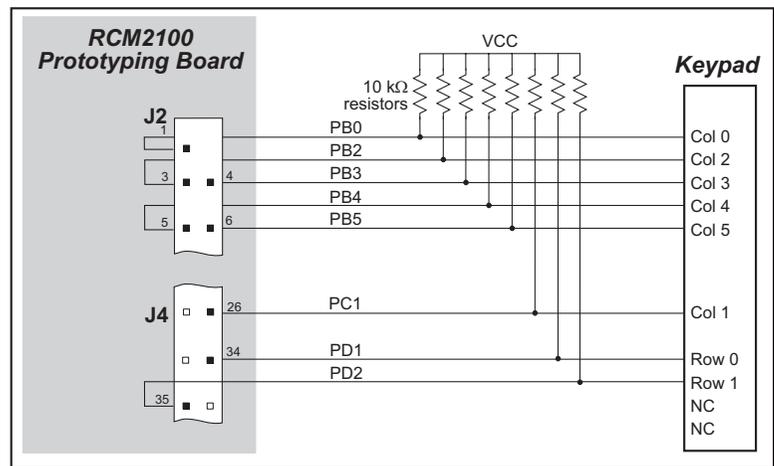 RCM2100
Prototyping Board
VCC
Keypad
10 kΩ
resistors
J2
1
PB0
Col 0
PB2
Col 2
3
4
PB3
Col 3
PB4
Col 4
5
6
PB5
Col 5
J4
26
PC1
Col 1
34
PD1
Row 0
PD2
Row 1
35
NC
NC